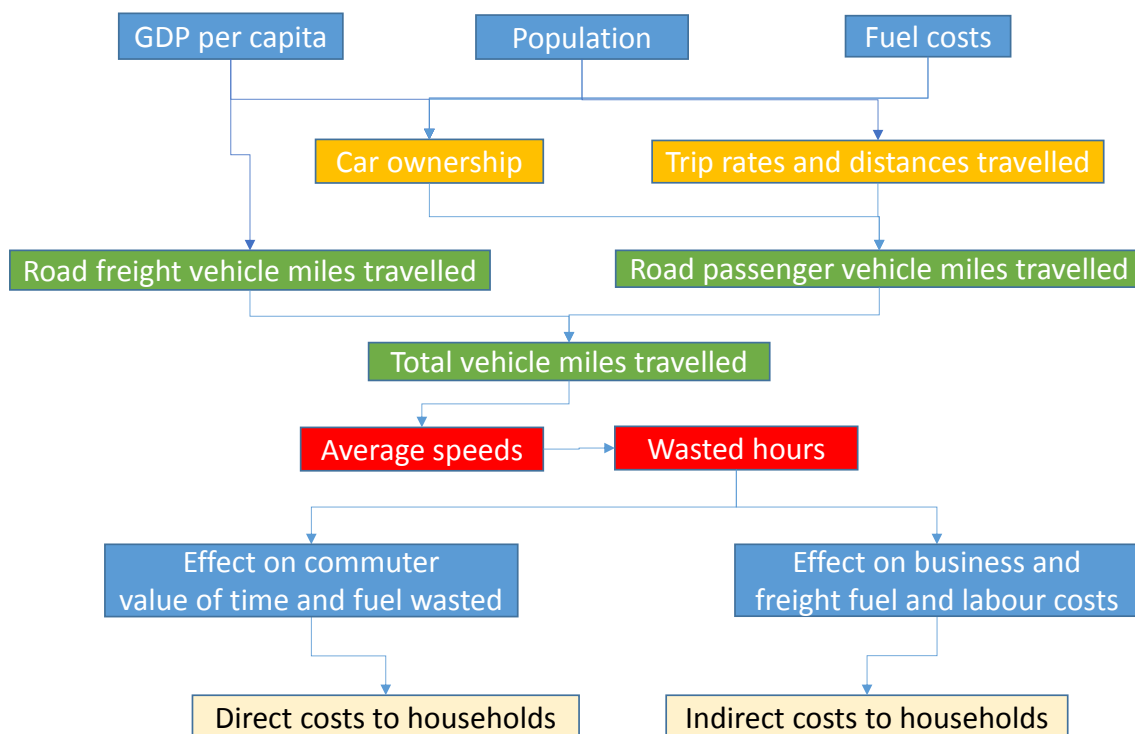 GDP per capita
Population
Fuel costs
Car ownership
Trip rates and distances travelled
Road freight vehicle miles travelled
Road passenger vehicle miles travelled
Total vehicle miles travelled
Average speeds
Wasted hours
Effect on commuter
value of time and fuel wasted
Effect on business and
freight fuel and labour costs
Direct costs to households
Indirect costs to households